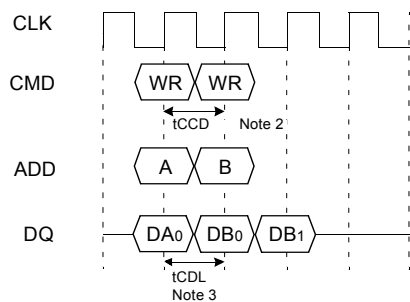 CLK
CMD WR WR
tCCD Note 2
ADD A B
DQ DA0 DB0 DB1
tCDL
Note 3